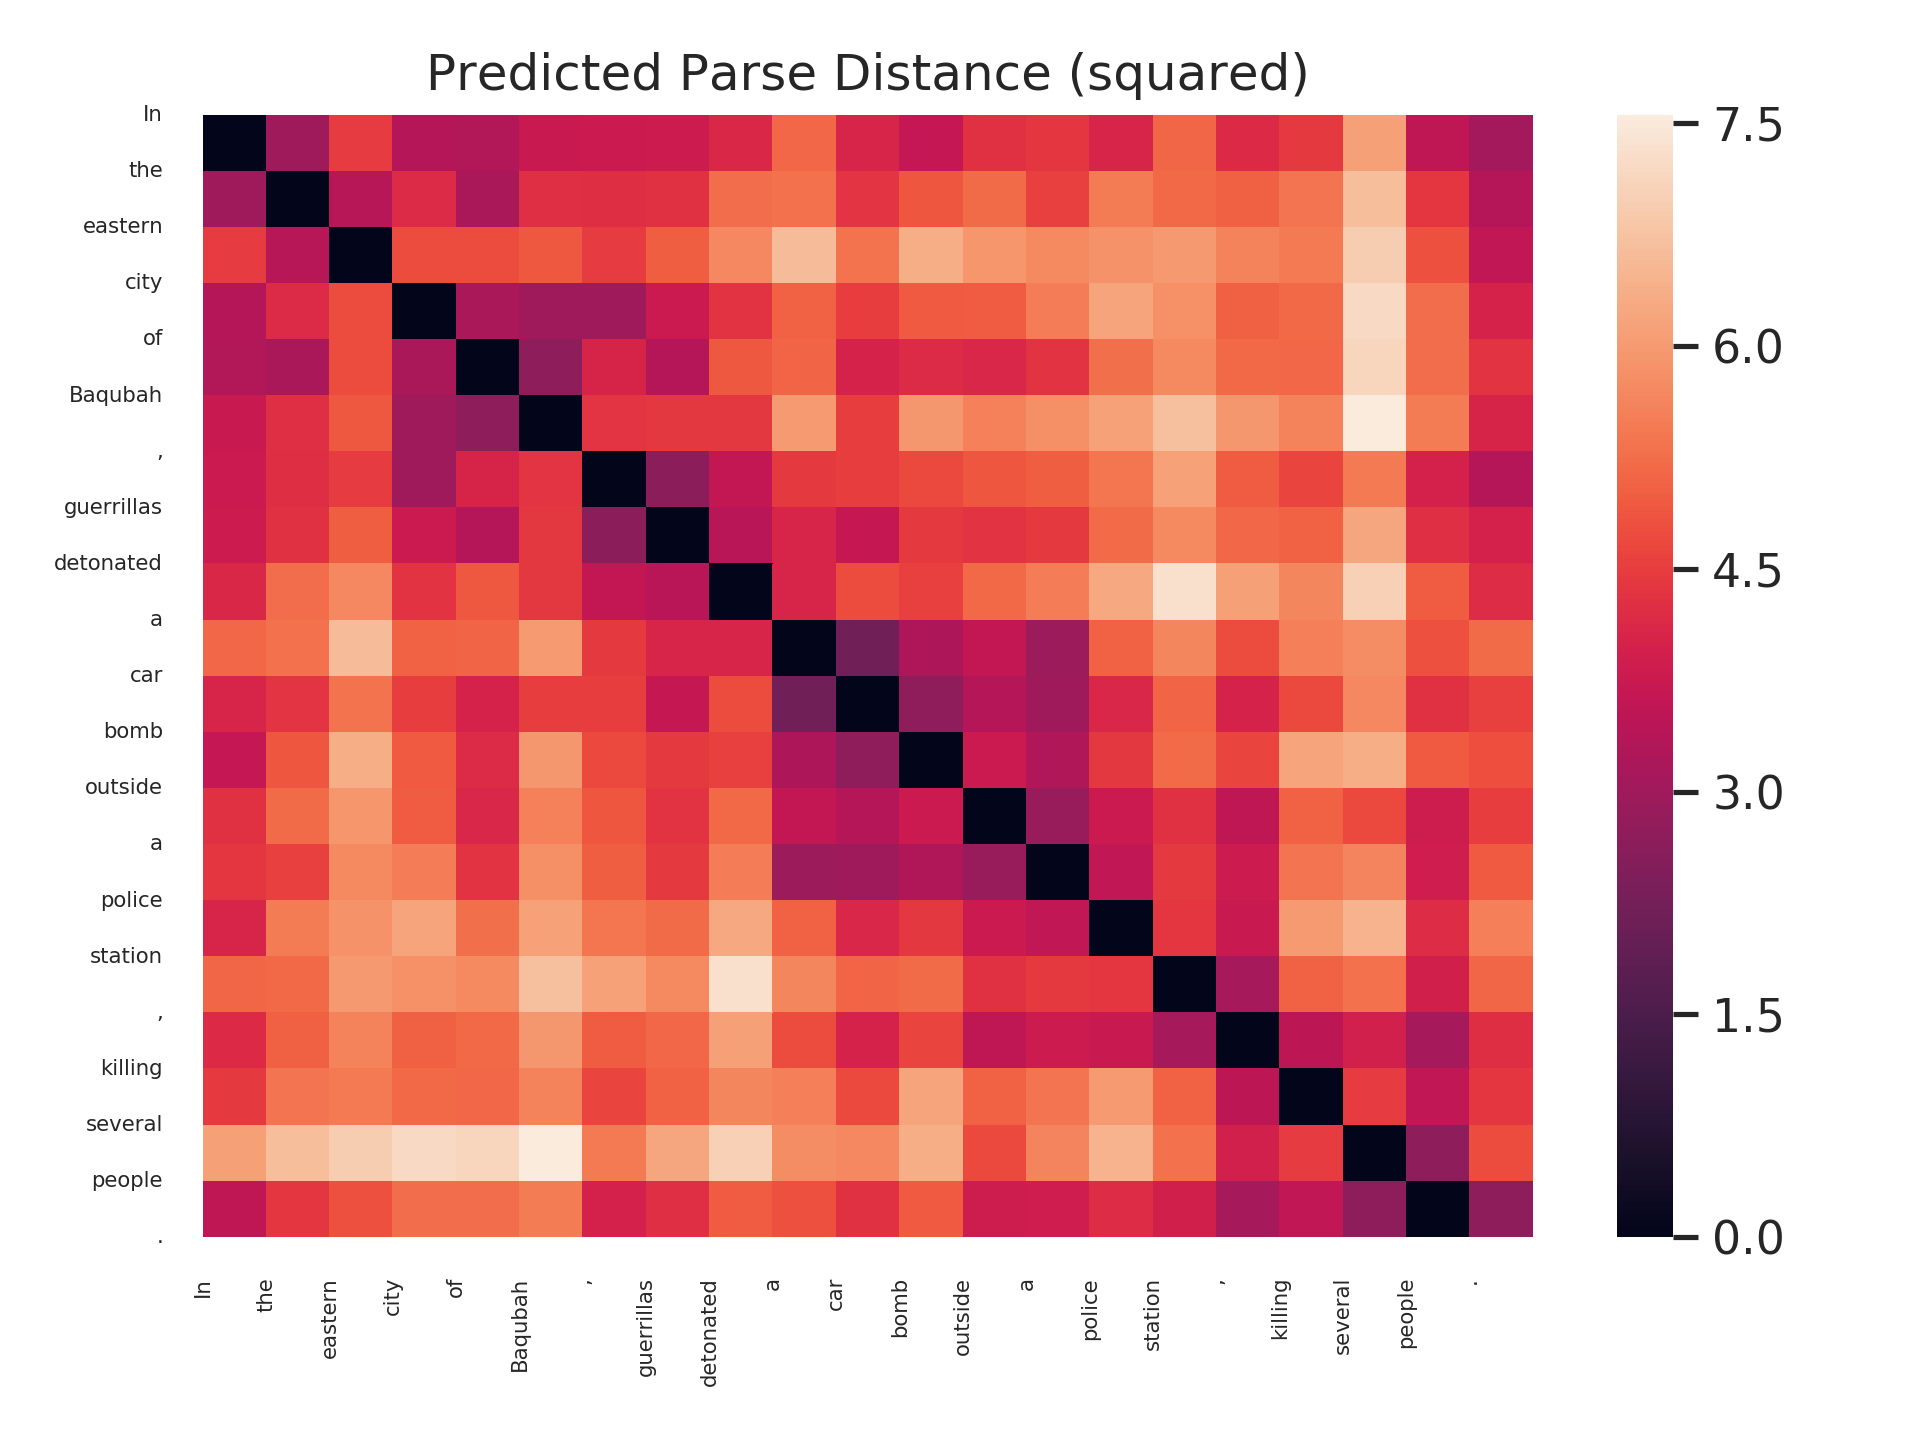 Predicted Parse Distance (squared)
In
the
eastern
city
of
Baqubah
,
guerrillas
detonated
a
car
bomb
outside
a
police
station
,
killing
several
people
.
7.5
6.0
4.5
3.0
1.5
0.0
In
the
eastern
city
of
Baqubah
,
guerrillas
detonated
a
car
bomb
outside
a
police
station
,
killing
several
people
.